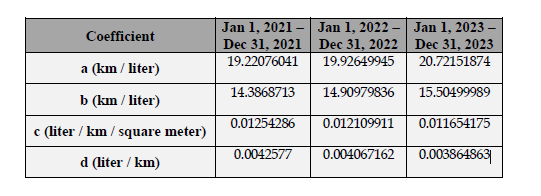 Coefficient Jan 1, 2021 – Dec 31, 2021 Jan 1, 2022 – Dec 31, 2022 Jan 1, 2023 – Dec 31, 2023
a (km / liter) 19.22076041 19.92649945 20.72151874
b (km / liter) 14.3868713 14.90979836 15.50499989
c (liter / km / square meter) 0.01254286 0.012109911 0.011654175
d (liter / km) 0.0042577 0.004067162 0.003864863